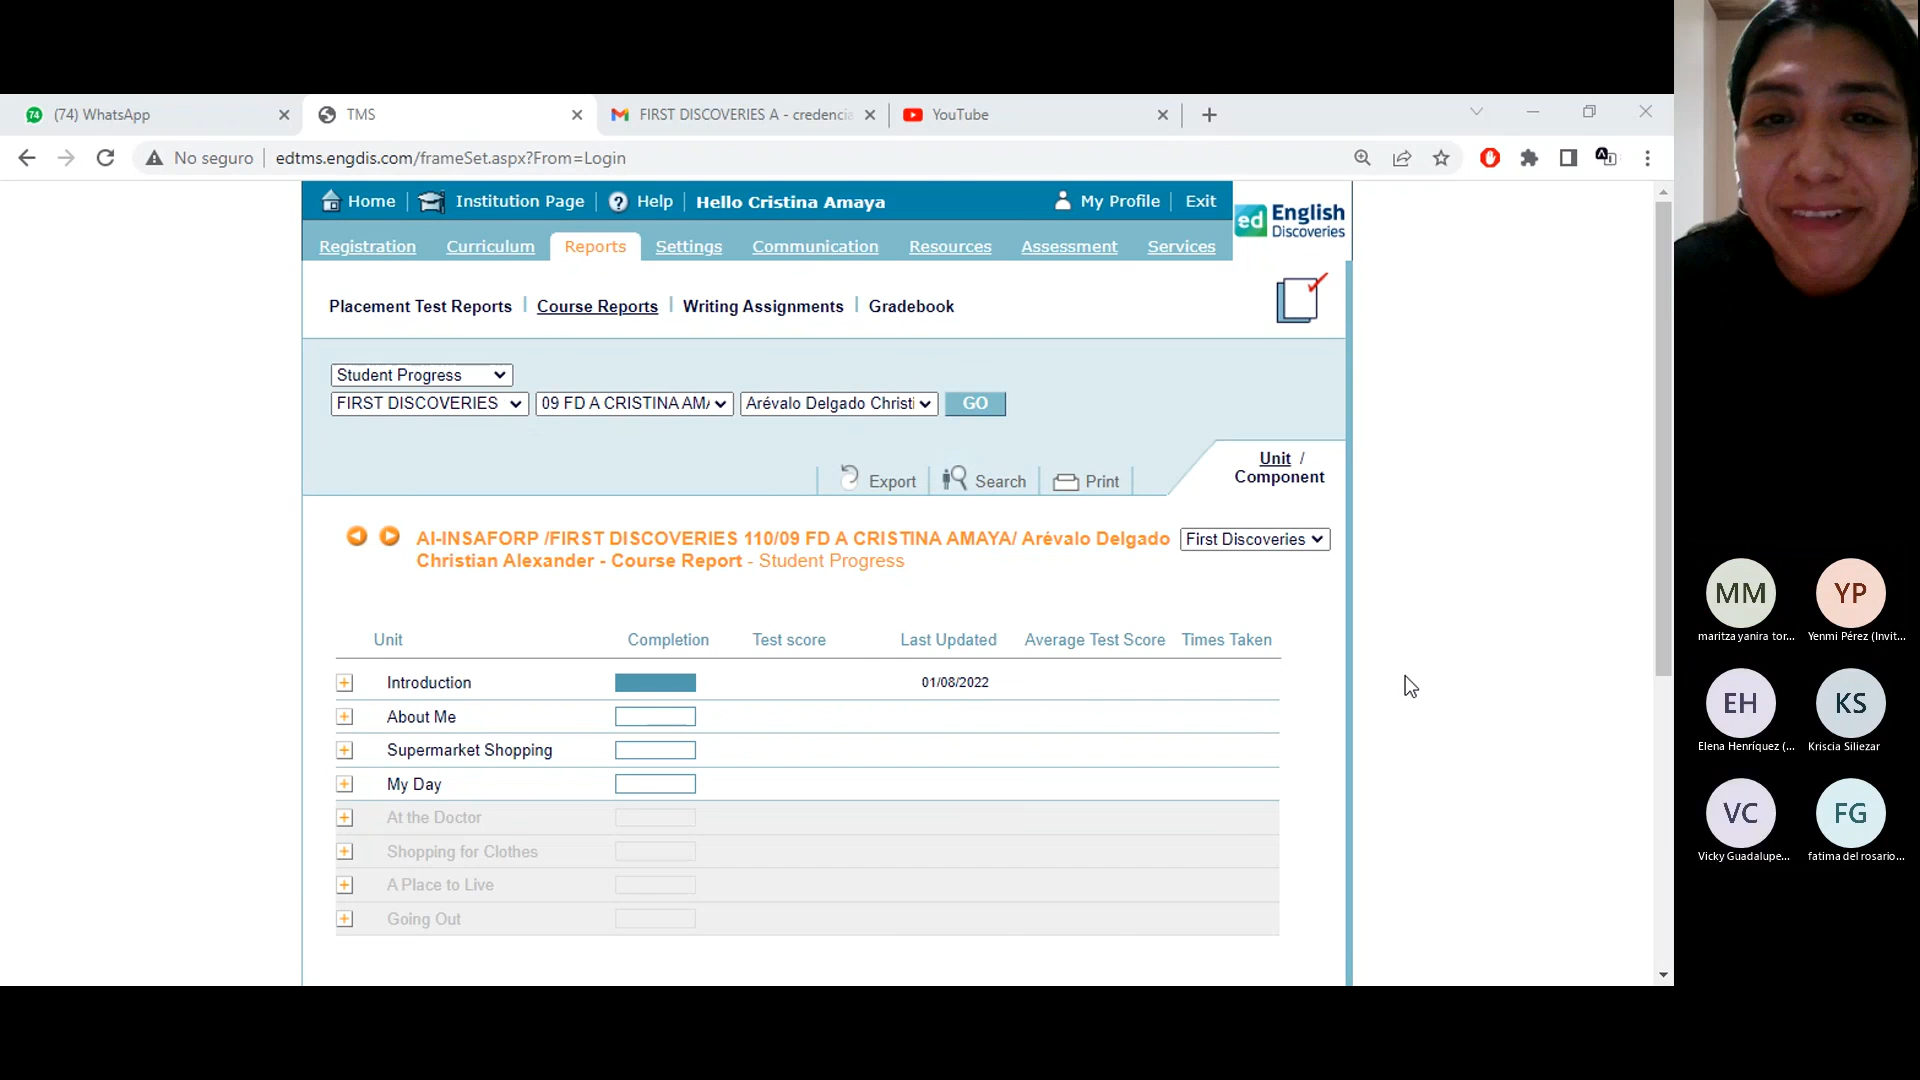 74
(74) WhatsApp
TMS
FIRST DISCOVERIES A - credencia
YouTube
No seguro
edtms.engdis.com/frameSet.aspx?From=Login
Home
Institution Page
Help
Hello Cristina Amaya
My Profile
Exit
ed English Discoveries
Registration
Curriculum
Reports
Settings
Communication
Resources
Assessment
Services
Placement Test Reports
Course Reports
Writing Assignments
Gradebook
Student Progress
FIRST DISCOVERIES
09 FD A CRISTINA AMA
Arévalo Delgado Christi
GO
Export
Search
Print
Unit /
Component
AI-INSAFORP /FIRST DISCOVERIES 110/09 FD A CRISTINA AMAYA/ Arévalo Delgado
Christian Alexander - Course Report - Student Progress
First Discoveries
Unit Completion Test score Last Updated Average Test Score Times Taken
Introduction 01/08/2022
About Me
Supermarket Shopping
My Day
At the Doctor
Shopping for Clothes
A Place to Live
Going Out
MM
YP
maritza yanira tor...
Yenmi Pérez (Invit...
EH
KS
Elena Henríquez (...
Kriscia Siliezar
VC
FG
Vicky Guadalupe...
fatima del rosario...